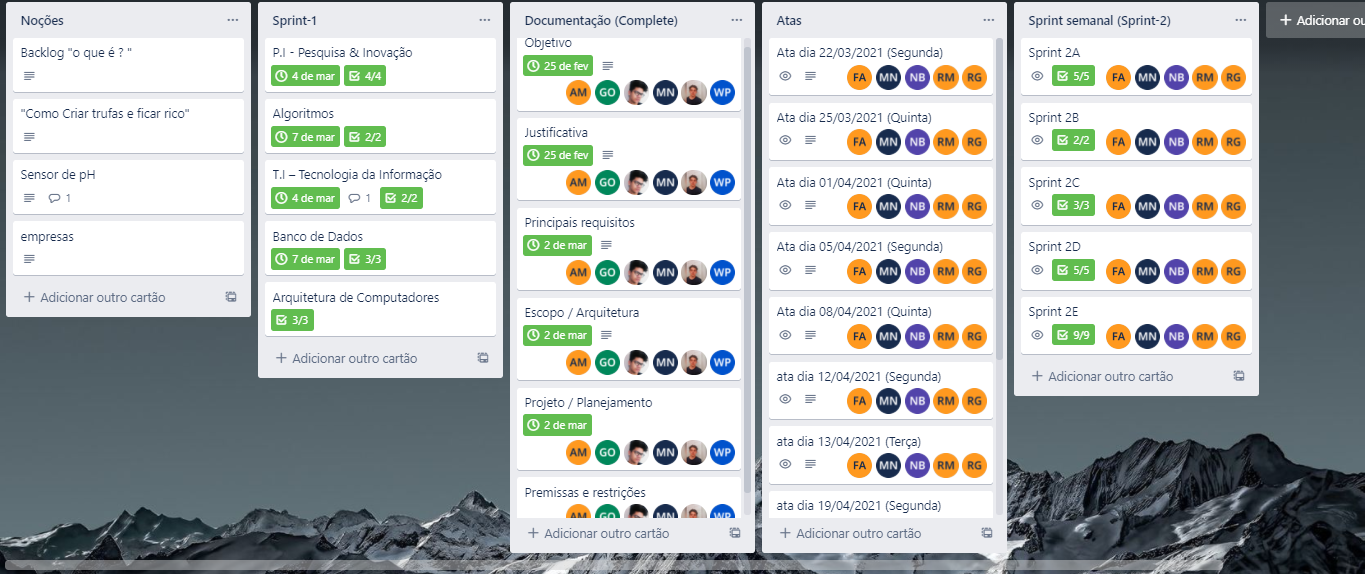 Noções
Backlog "o que é ? "
"Como Criar trufas e ficar rico"
Sensor de pH
1
empresas
+ Adicionar outro cartão
Sprint-1
P.I - Pesquisa & Inovação
4 de mar 4/4
Algoritmos
7 de mar 2/2
T.I – Tecnologia da Informação
4 de mar 1 2/2
Banco de Dados
7 de mar 3/3
Arquitetura de Computadores
3/3
+ Adicionar outro cartão
Documentação (Complete)
Objetivo
25 de fev
AM GO MN WP
Justificativa
25 de fev
AM GO MN WP
Principais requisitos
2 de mar
AM GO MN WP
Escopo / Arquitetura
2 de mar
AM GO MN WP
Projeto / Planejamento
2 de mar
AM GO MN WP
Premissas e restrições
AM GO MN WP
+ Adicionar outro cartão
Atas
Ata dia 22/03/2021 (Segunda)
FA MN NB RM RG
Ata dia 25/03/2021 (Quinta)
FA MN NB RM RG
Ata dia 01/04/2021 (Quinta)
FA MN NB RM RG
Ata dia 05/04/2021 (Segunda)
FA MN NB RM RG
Ata dia 08/04/2021 (Quinta)
FA MN NB RM RG
ata dia 12/04/2021 (Segunda)
FA MN NB RM RG
ata dia 13/04/2021 (Terça)
FA MN NB RM RG
ata dia 19/04/2021 (Segunda)
+ Adicionar outro cartão
Sprint semanal (Sprint-2)
Sprint 2A
5/5 FA MN NB RM RG
Sprint 2B
2/2 FA MN NB RM RG
Sprint 2C
3/3 FA MN NB RM RG
Sprint 2D
5/5 FA MN NB RM RG
Sprint 2E
9/9 FA MN NB RM RG
+ Adicionar outro cartão
+ Adicionar ou